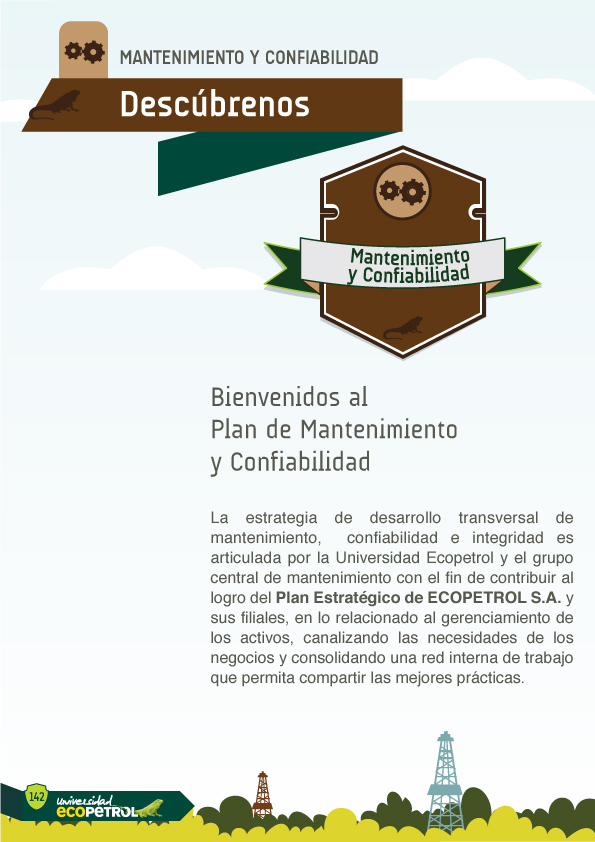 MANTENIMIENTO Y CONFIABILIDAD
Descúbrenos
Mantenimiento
y Confiabilidad
Bienvenidos al
Plan de Mantenimiento
y Confiabilidad
La estrategia de desarrollo transversal de
mantenimiento, confiabilidad e integridad es
articulada por la Universidad Ecopetrol y el grupo
central de mantenimiento con el fin de contribuir al
logro del Plan Estratégico de ECOPETROL S.A. y
sus filiales, en lo relacionado al gerenciamiento de
los activos, canalizando las necesidades de los
negocios y consolidando una red interna de trabajo
que permita compartir las mejores prácticas.
142
universidad
ECOPETROL